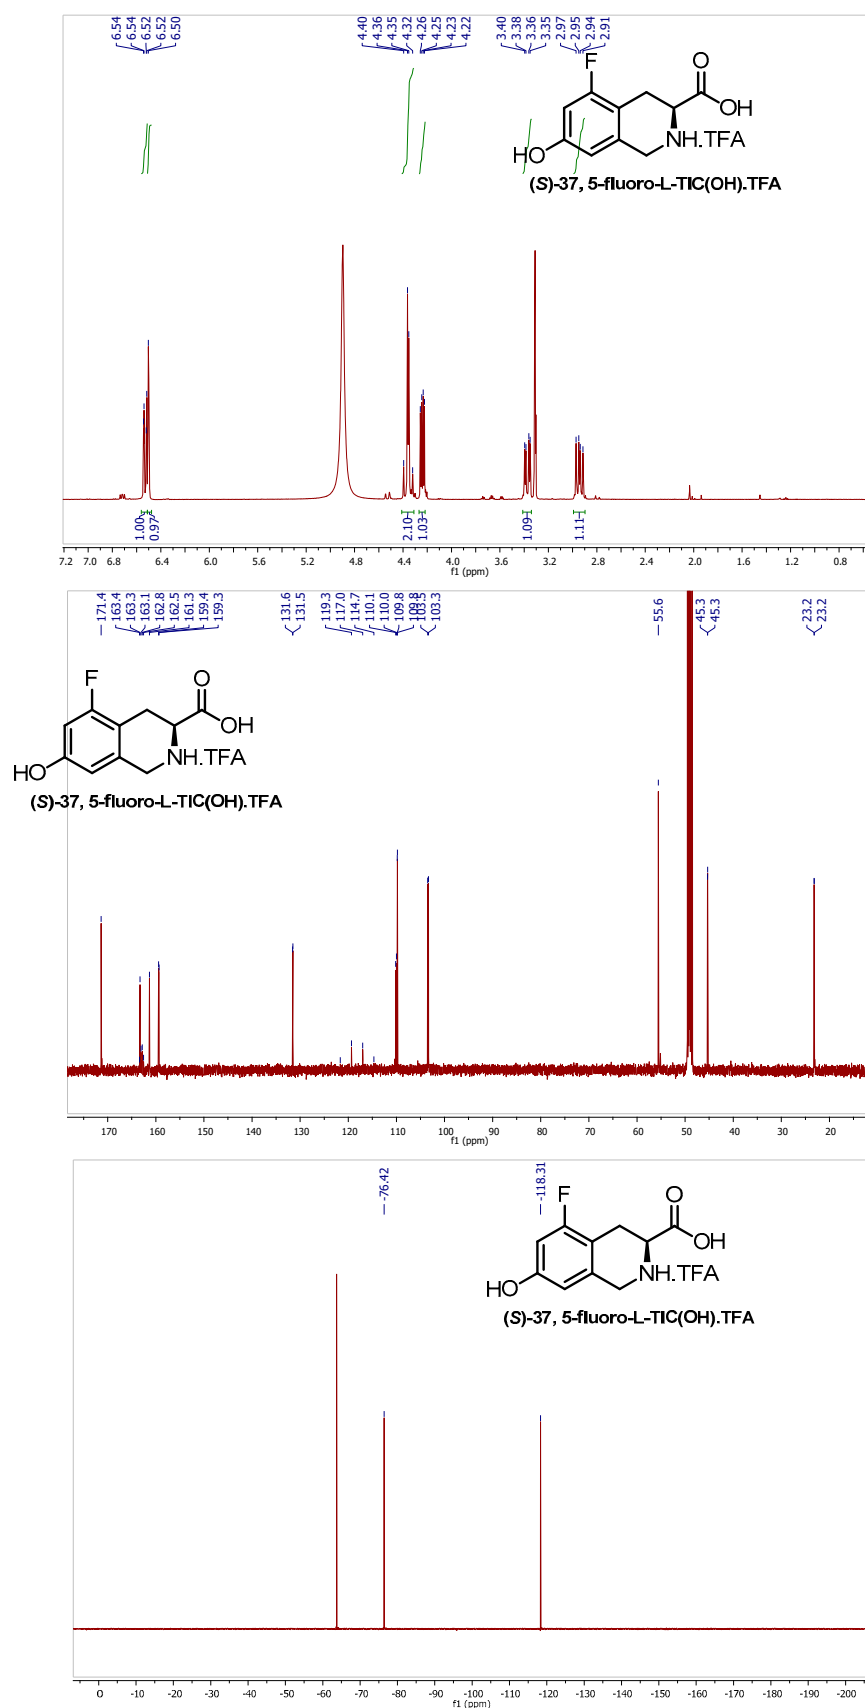 6.54
6.54
6.52
6.52
6.50
4.40
4.36
4.35
4.32
4.26
4.25
4.23
4.22
3.40
3.38
3.36
3.35
2.97
2.95
2.94
2.91
F
O
OH
NH.TFA
HO
(S)-37, 5-fluoro-L-TIC(OH).TFA
1.00
0.97
2.10
1.03
1.09
1.11
7.2 7.0 6.8 6.4 6.0 5.6 5.2 4.8 4.4 4.0 3.6 3.2 2.8 2.4 2.0 1.6 1.2 0.8
f1 (ppm)
171.4
163.4
163.3
163.1
162.8
162.5
161.3
159.4
159.3
131.6
131.5
119.3
117.0
114.7
110.1
110.0
109.8
103.5
103.3
55.6
45.3
45.3
23.2
23.2
F
O
OH
NH.TFA
HO
(S)-37, 5-fluoro-L-TIC(OH).TFA
170 160 150 140 130 120 110 100 90 80 70 60 50 40 30 20
f1 (ppm)
-76.42
-118.31
F
O
OH
NH.TFA
HO
(S)-37, 5-fluoro-L-TIC(OH).TFA
0 -10 -20 -30 -40 -50 -60 -70 -80 -90 -100 -110 -120 -130 -140 -150 -160 -170 -180 -190 -200
f1 (ppm)